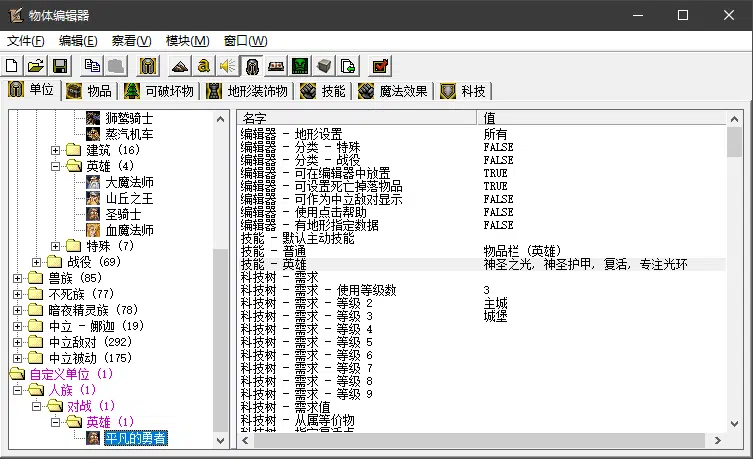 物体编辑器
文件(F) 编辑(E) 察看(V) 模块(M) 窗口(W)
单位 物品 可破坏物 地形装饰物 技能 魔法效果 科技
狮鹫骑士
蒸汽机车
建筑 (16)
英雄 (4)
大魔法师
山丘之王
圣骑士
血魔法师
特殊 (7)
战役 (69)
兽族 (85)
不死族 (77)
暗夜精灵族 (78)
中立 - 娜迦 (19)
中立敌对 (292)
中立被动 (175)
自定义单位 (1)
人族 (1)
对战 (1)
英雄 (1)
平凡的勇者
名字 值
编辑器 - 地形设置 所有
编辑器 - 分类 - 特殊 FALSE
编辑器 - 分类 - 战役 FALSE
编辑器 - 可在编辑器中放置 TRUE
编辑器 - 可设置死亡掉落物品 TRUE
编辑器 - 可作为中立敌对显示 FALSE
编辑器 - 使用点击帮助 FALSE
编辑器 - 有地形指定数据 FALSE
技能 - 默认主动技能
技能 - 普通 物品栏 (英雄)
技能 - 英雄 神圣之光, 神圣护甲, 复活, 专注光环
科技树 - 需求
科技树 - 需求 - 使用等级数 3
科技树 - 需求 - 等级 2 主城
科技树 - 需求 - 等级 3 城堡
科技树 - 需求 - 等级 4
科技树 - 需求 - 等级 5
科技树 - 需求 - 等级 6
科技树 - 需求 - 等级 7
科技树 - 需求 - 等级 8
科技树 - 需求 - 等级 9
科技树 - 需求值
科技树 - 从属等价物